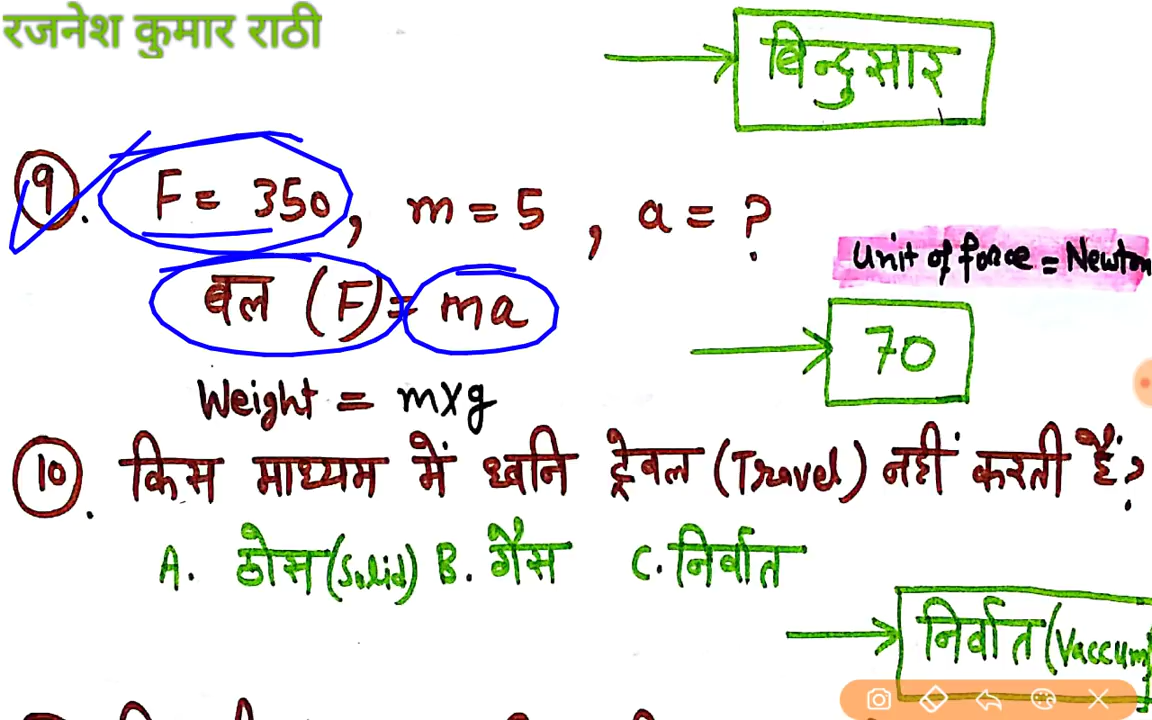 रजनेश कुमार राठी
बिन्दुसार
9. F = 350, m = 5, a = ?
Unit of force = Newton
बल (F) = ma
70
Weight = mxg
10. किस माध्यम में ध्वनि ट्रेवल (Travel) नहीं करती हैं?
A. ठोस (Solid) B. गैस C. निर्वात
निर्वात (Vaccum)